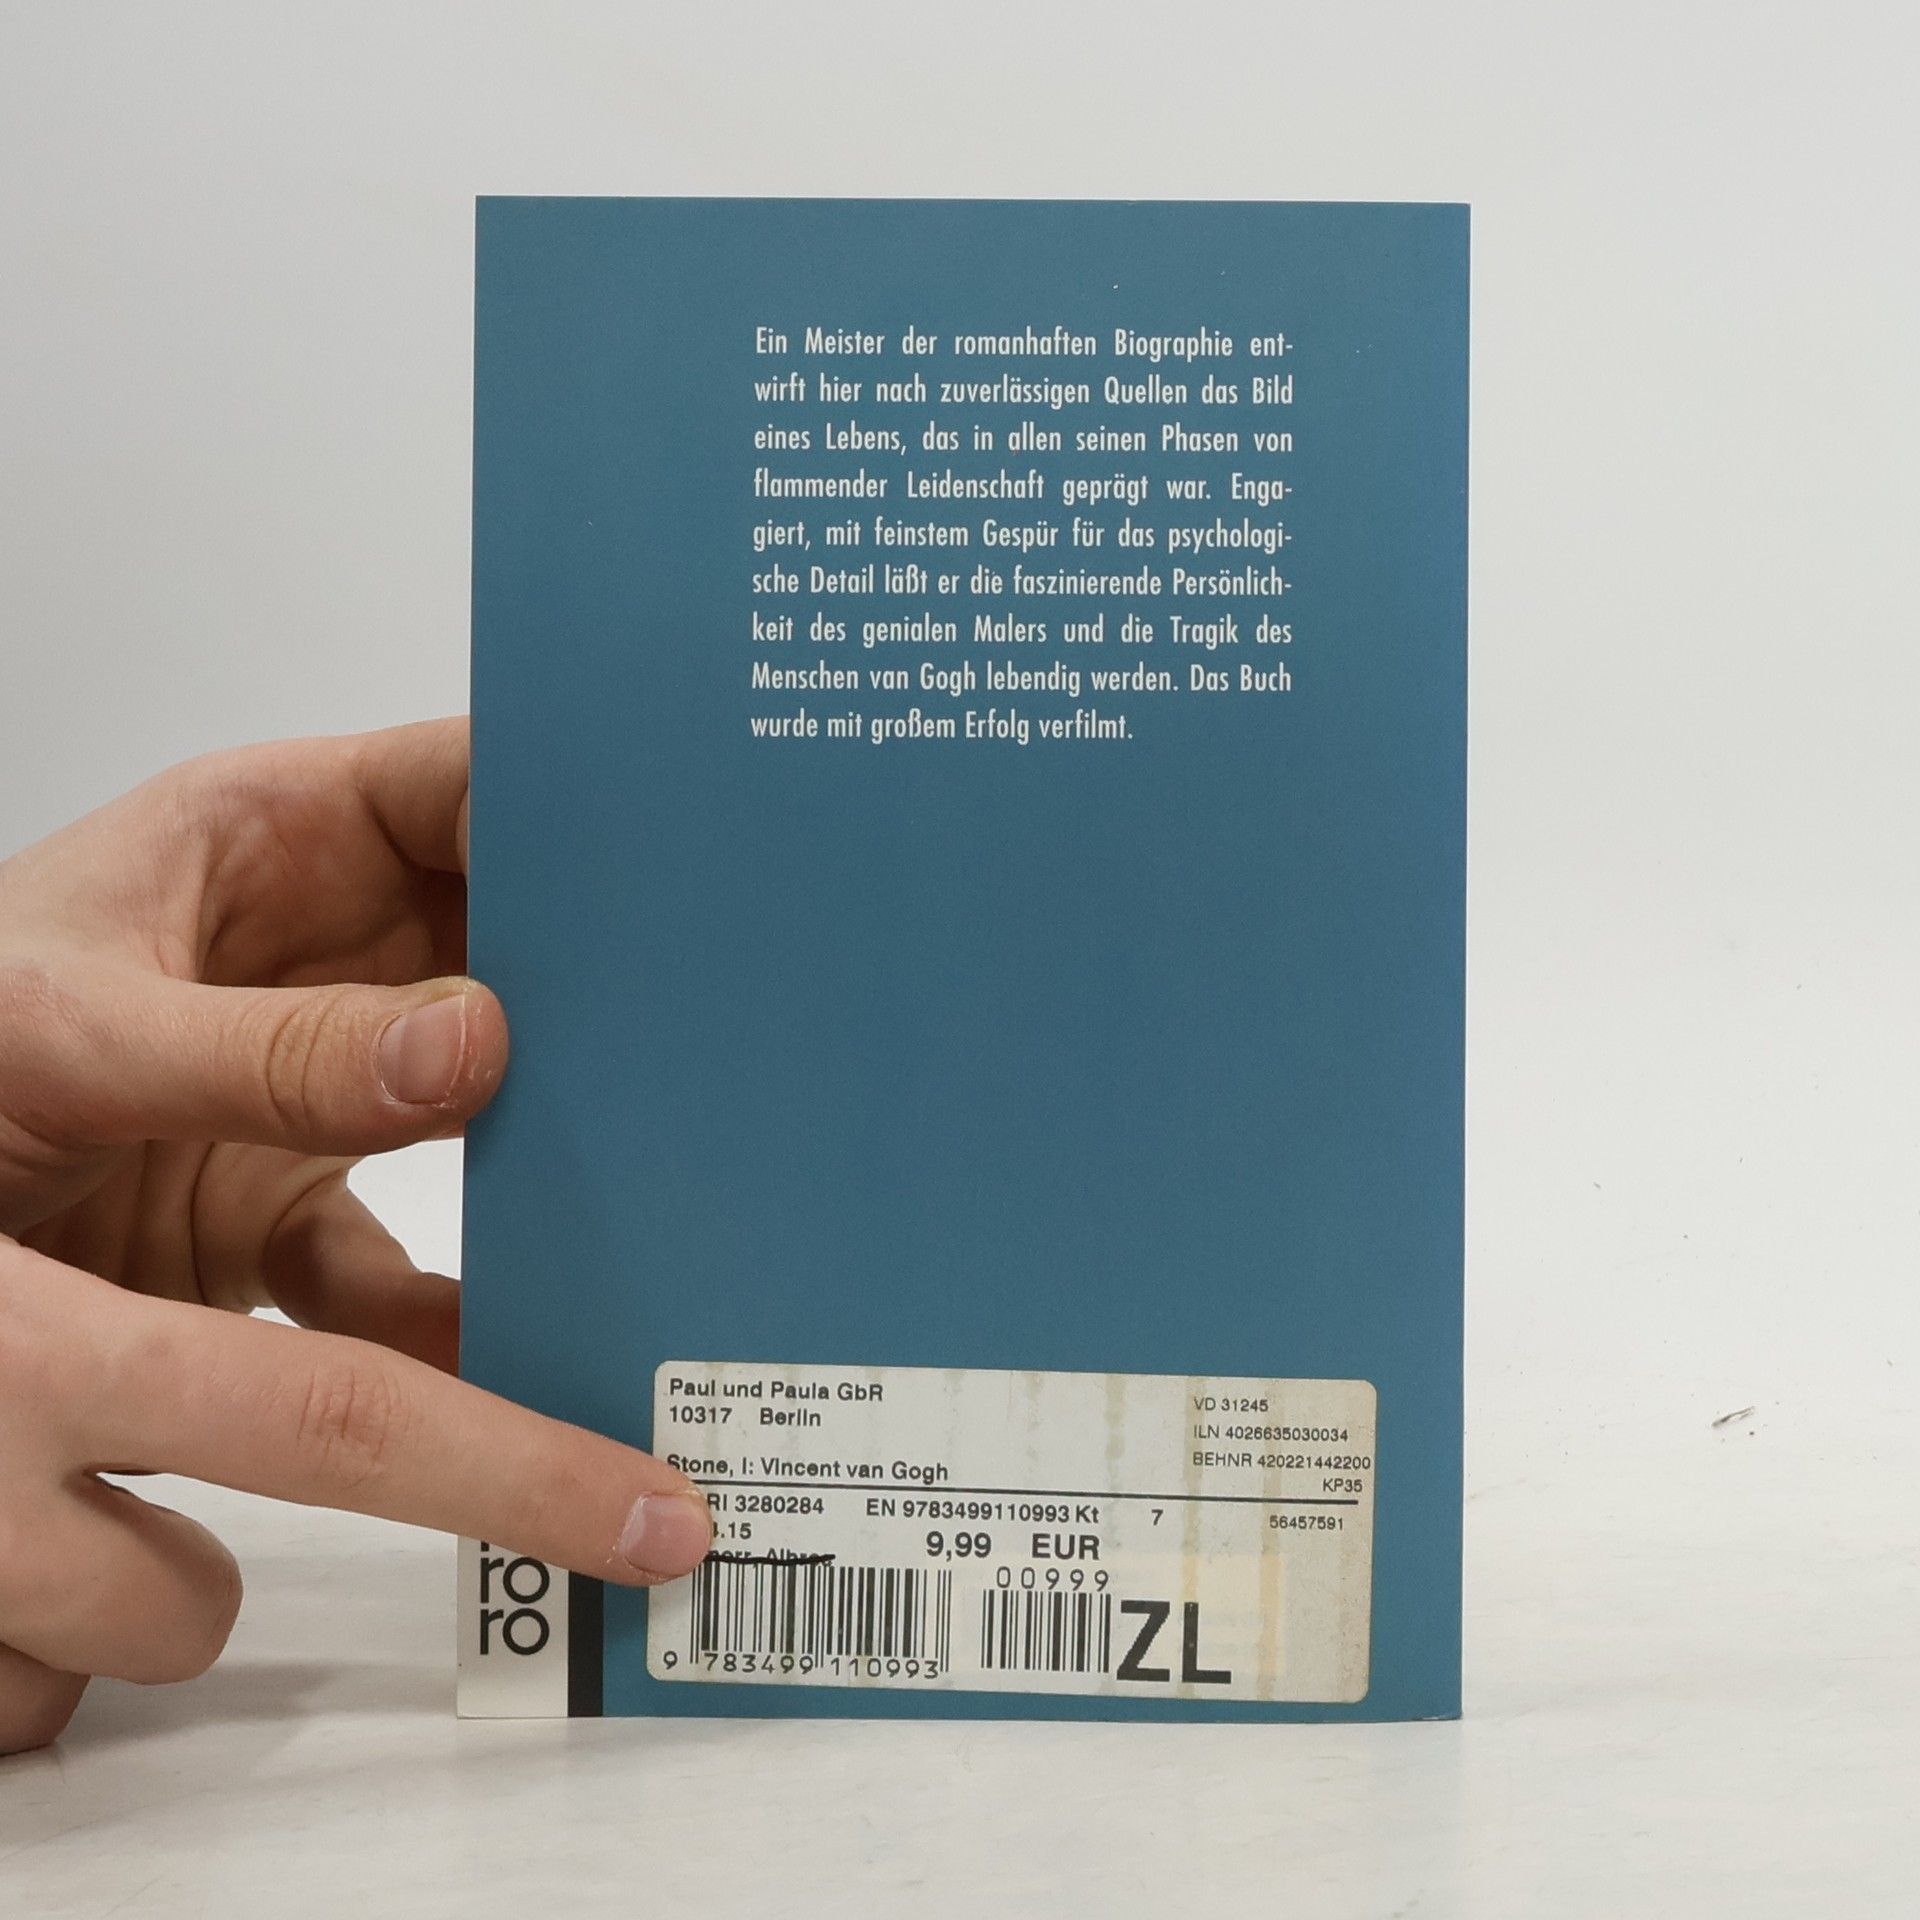 Ein Meister der romanhaften Biographie ent-
wirft hier nach zuverlässigen Quellen das Bild
eines Lebens, das in allen seinen Phasen von
flammender Leidenschaft geprägt war. Enga-
giert, mit feinstem Gespür für das psychologi-
sche Detail läßt er die faszinierende Persönlich-
keit des genialen Malers und die Tragik des
Menschen van Gogh lebendig werden. Das Buch
wurde mit großem Erfolg verfilmt.
Paul und Paula GbR
10317 Berlin
VD 31245
ILN 4026635030034
BEHNR 420221442200
KP35
Stone, I: Vincent van Gogh
RI 3280284 EN 9783499110993 Kt 7 56457591
.15
9,99 EUR
00999
ZL
9 783499 110993
ro
ro